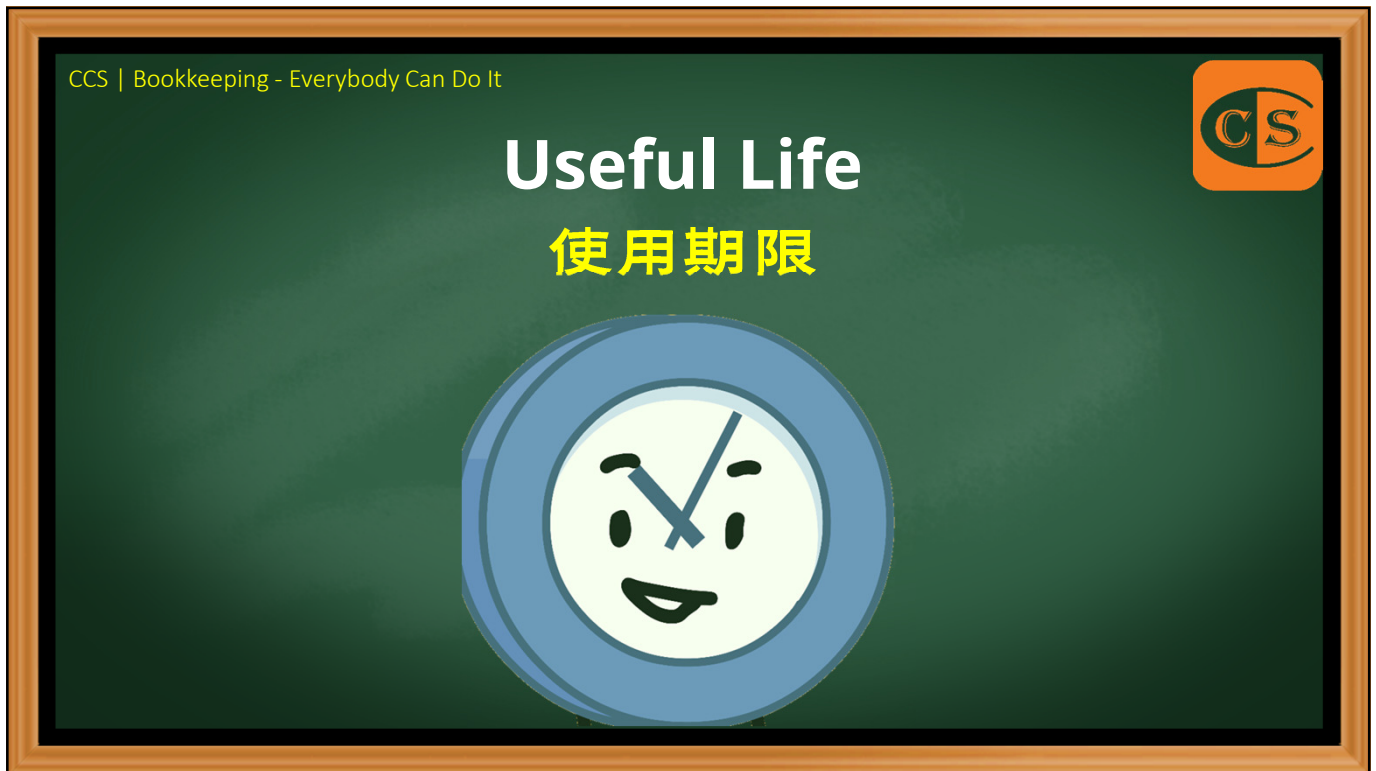 CCS | Bookkeeping - Everybody Can Do It
CS
Useful Life
使用期限